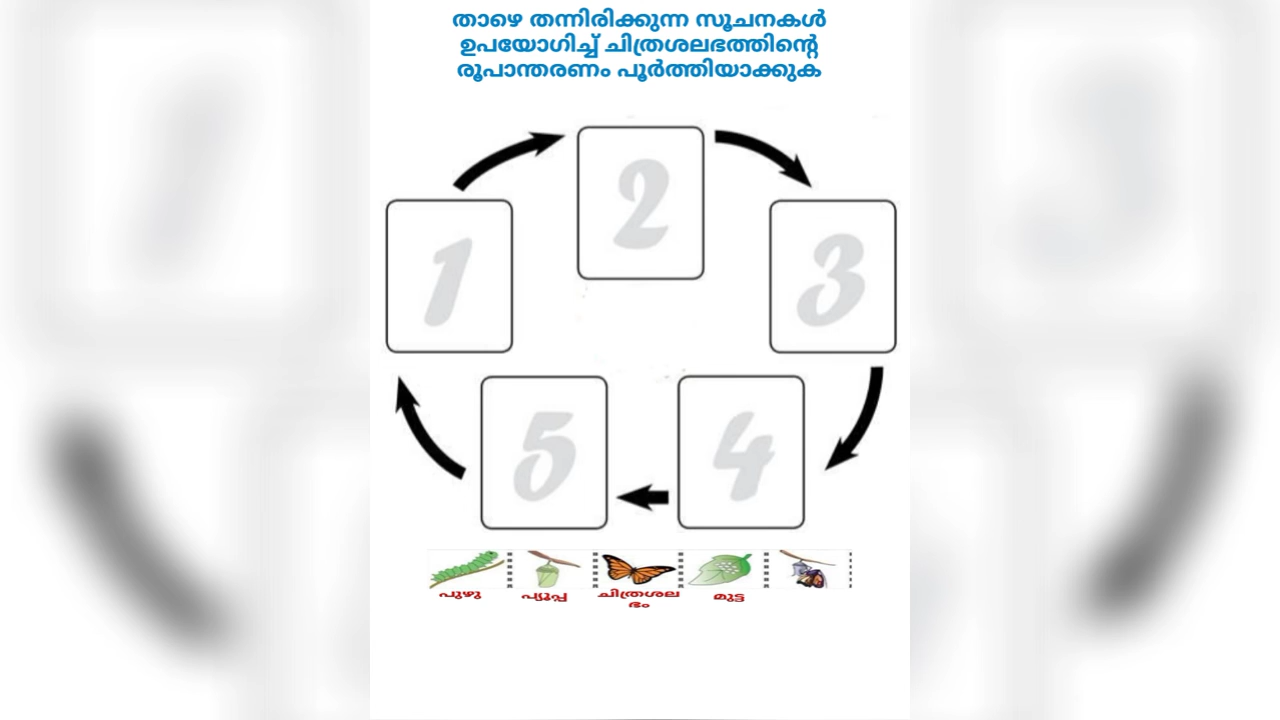 താഴെ തന്നിരിക്കുന്ന സൂചനകൾ
ഉപയോഗിച്ച് ചിത്രശലഭത്തിന്റെ
രൂപാന്തരണം പൂർത്തിയാക്കുക
2
1
3
5
4
പുഴു
പ്യൂപ്പ
ചിത്രശല
ഭം
മുട്ട